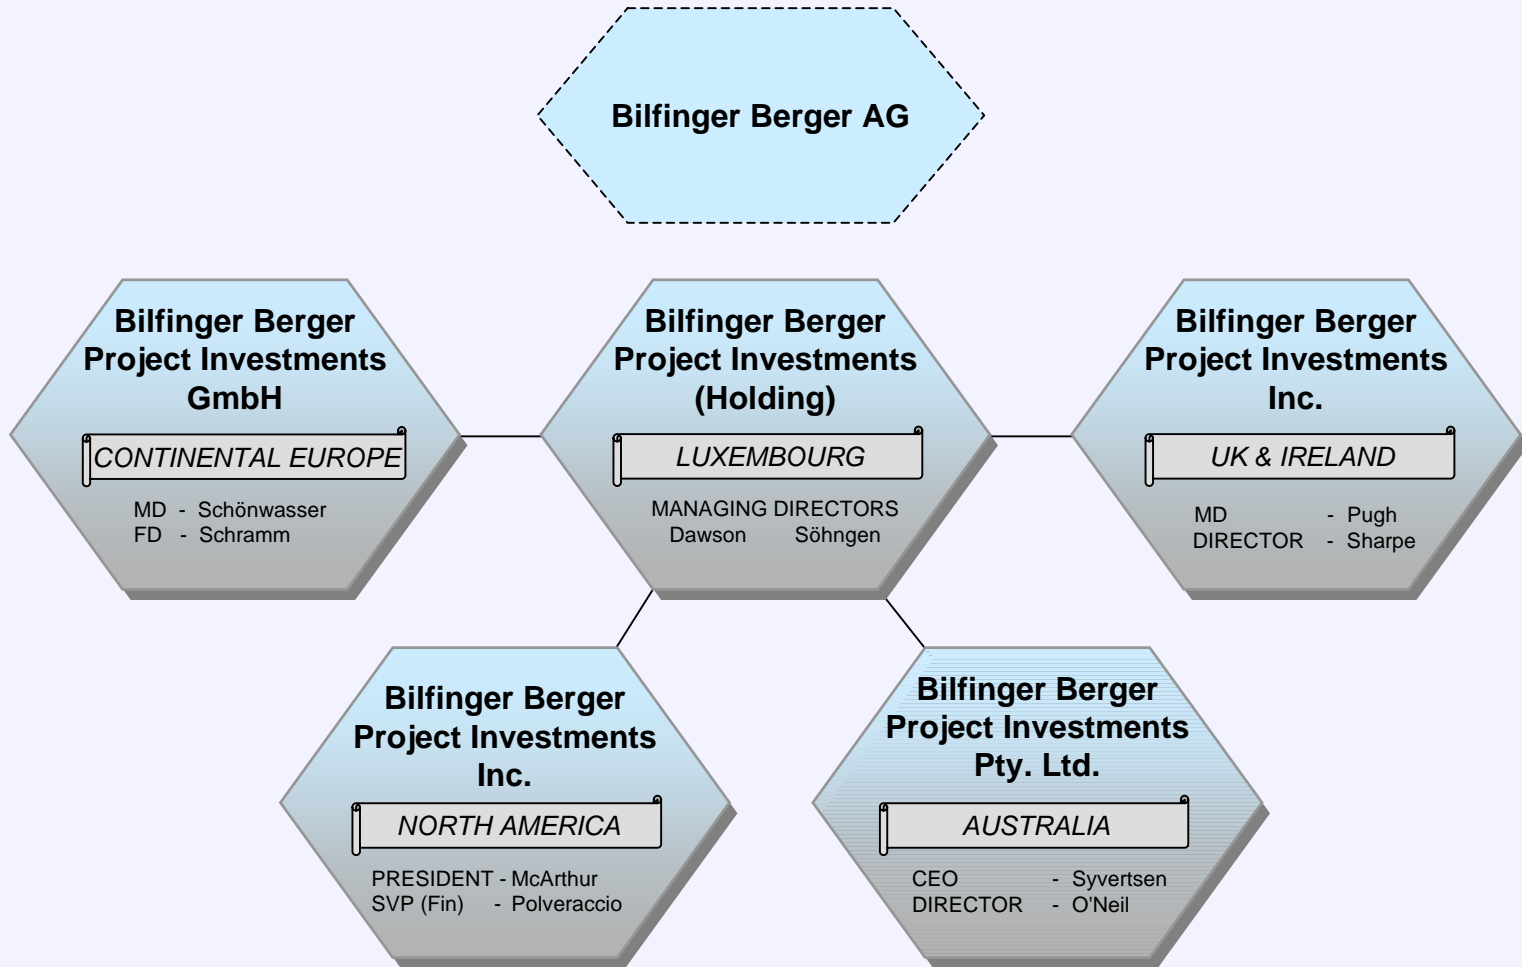 Bilfinger Berger AG
Bilfinger Berger
Project Investments
GmbH
CONTINENTAL EUROPE
MD - Schönwasser
FD - Schramm
Bilfinger Berger
Project Investments
(Holding)
LUXEMBOURG
MANAGING DIRECTORS
Dawson Söhngen
Bilfinger Berger
Project Investments
Inc.
UK & IRELAND
MD - Pugh
DIRECTOR - Sharpe
Bilfinger Berger
Project Investments
Inc.
NORTH AMERICA
PRESIDENT - McArthur
SVP (Fin) - Polveraccio
Bilfinger Berger
Project Investments
Pty. Ltd.
AUSTRALIA
CEO - Syvertsen
DIRECTOR - O'Neil